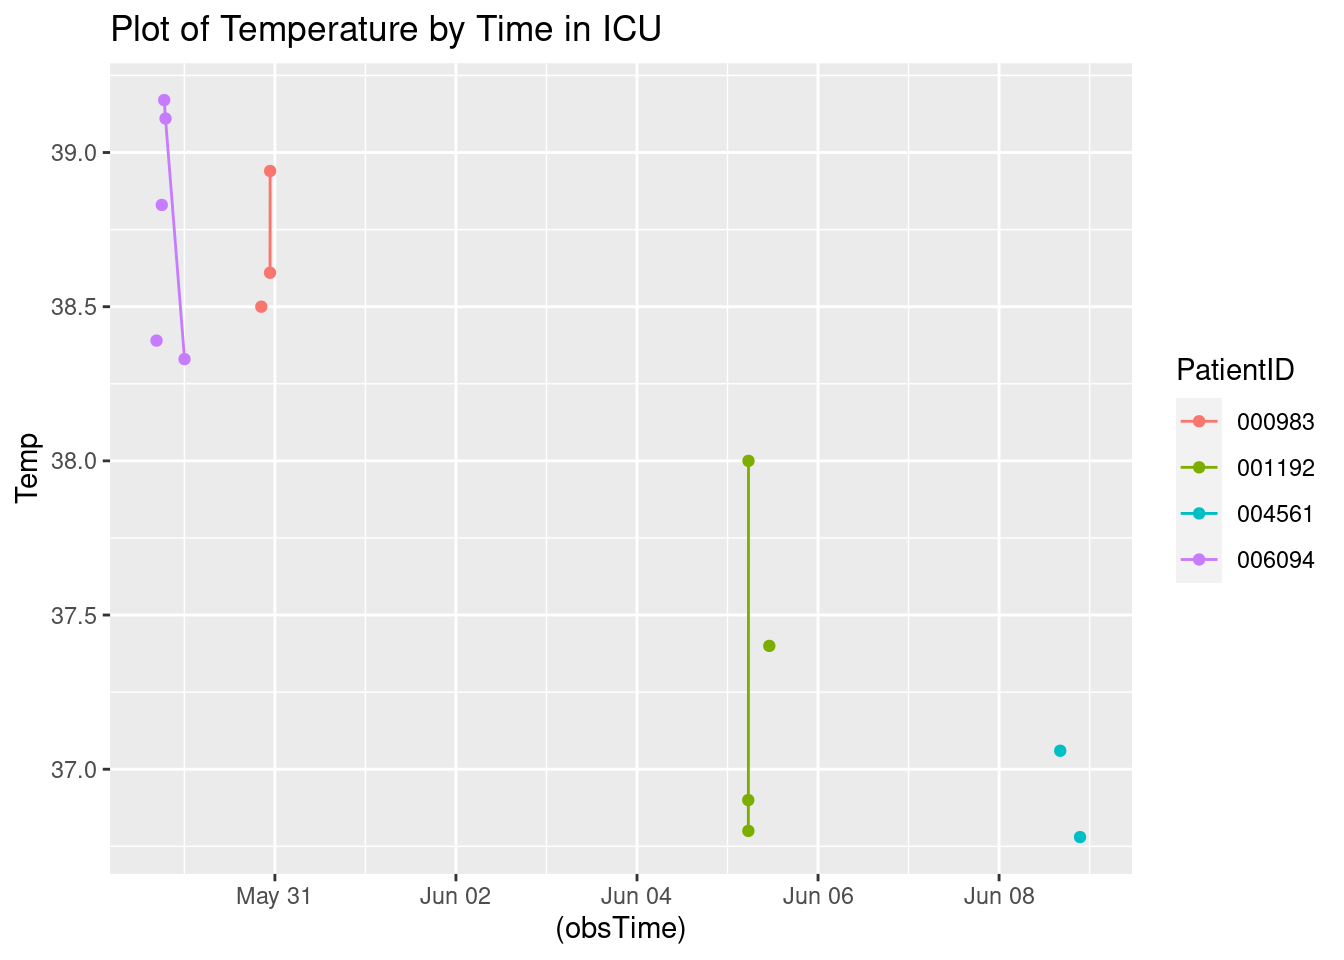 Plot of Temperature by Time in ICU
39.0
38.5
38.0
37.5
37.0
Temp
May 31
Jun 02
Jun 04
Jun 06
Jun 08
(obsTime)
PatientID
000983
001192
004561
006094